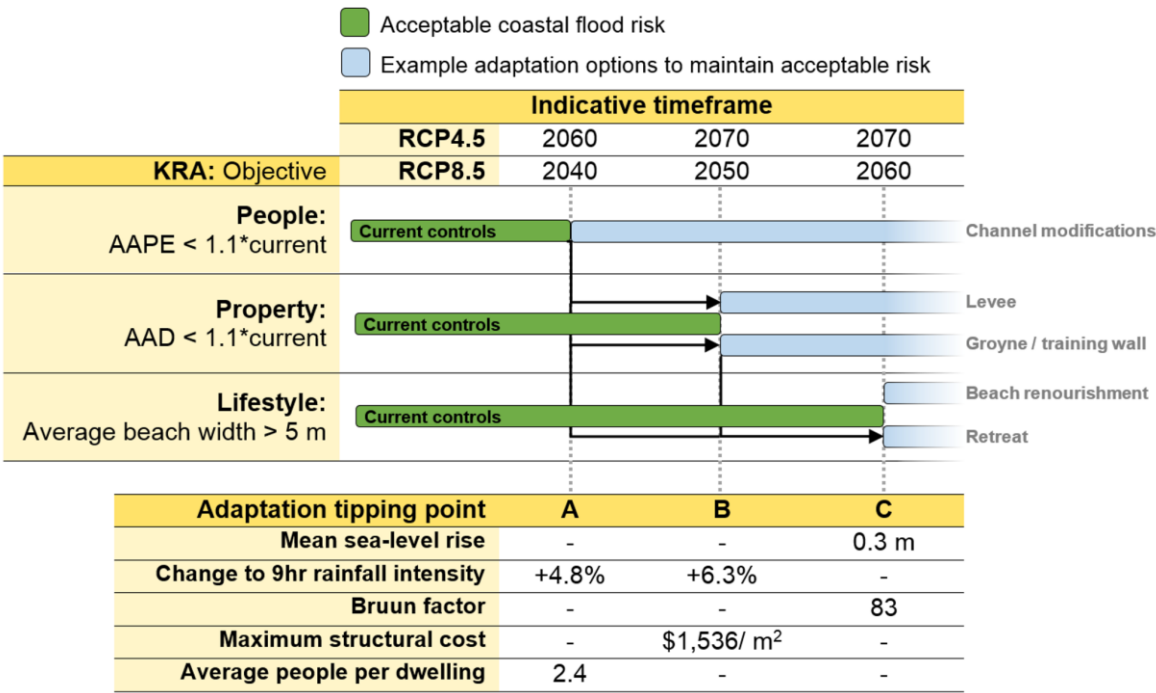 Acceptable coastal flood risk
Example adaptation options to maintain acceptable risk
Indicative timeframe
RCP4.5 2060 2070 2070
KRA: Objective RCP8.5 2040 2050 2060
People:
AAPE < 1.1*current
Current controls
Channel modifications
Property:
AAD < 1.1*current
Levee
Current controls
Groyne / training wall
Lifestyle:
Average beach width > 5 m
Beach renourishment
Current controls
Retreat
Adaptation tipping point A B C
Mean sea-level rise - - 0.3 m
Change to 9hr rainfall intensity +4.8% +6.3% -
Bruun factor - - 83
Maximum structural cost - $1,536/ m² -
Average people per dwelling 2.4 - -